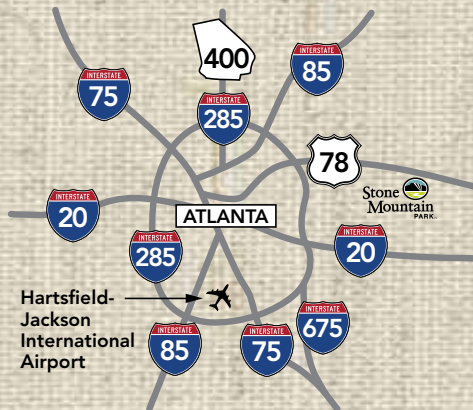 400
INTERSTATE
85
INTERSTATE
75
INTERSTATE
285
78
Stone
Mountain
PARK™
INTERSTATE
20
ATLANTA
INTERSTATE
285
INTERSTATE
20
Hartsfield-
Jackson
International
Airport
INTERSTATE
85
INTERSTATE
75
INTERSTATE
675